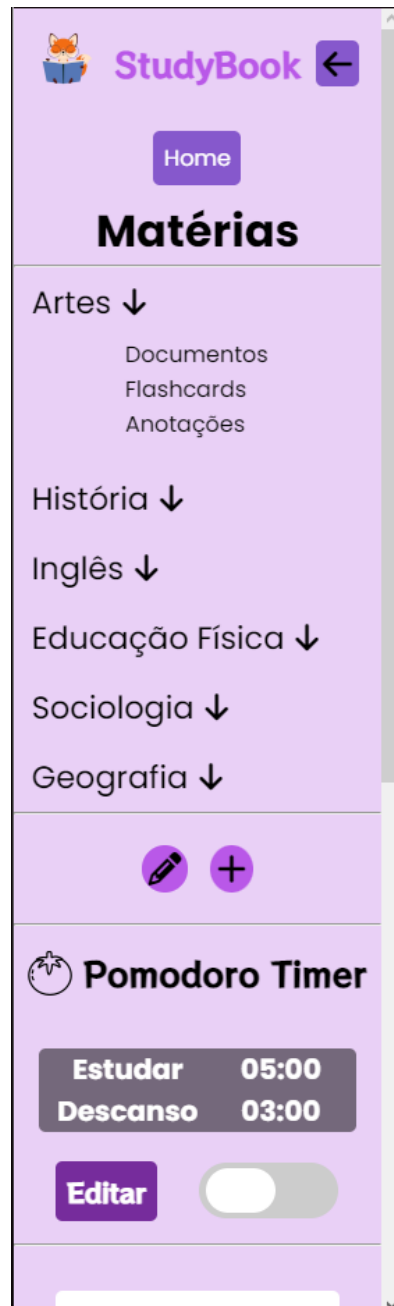 StudyBook
Home
Matérias
Artes
Documentos
Flashcards
Anotações
História
Inglês
Educação Física
Sociologia
Geografia
Pomodoro Timer
Estudar 05:00
Descanso 03:00
Editar